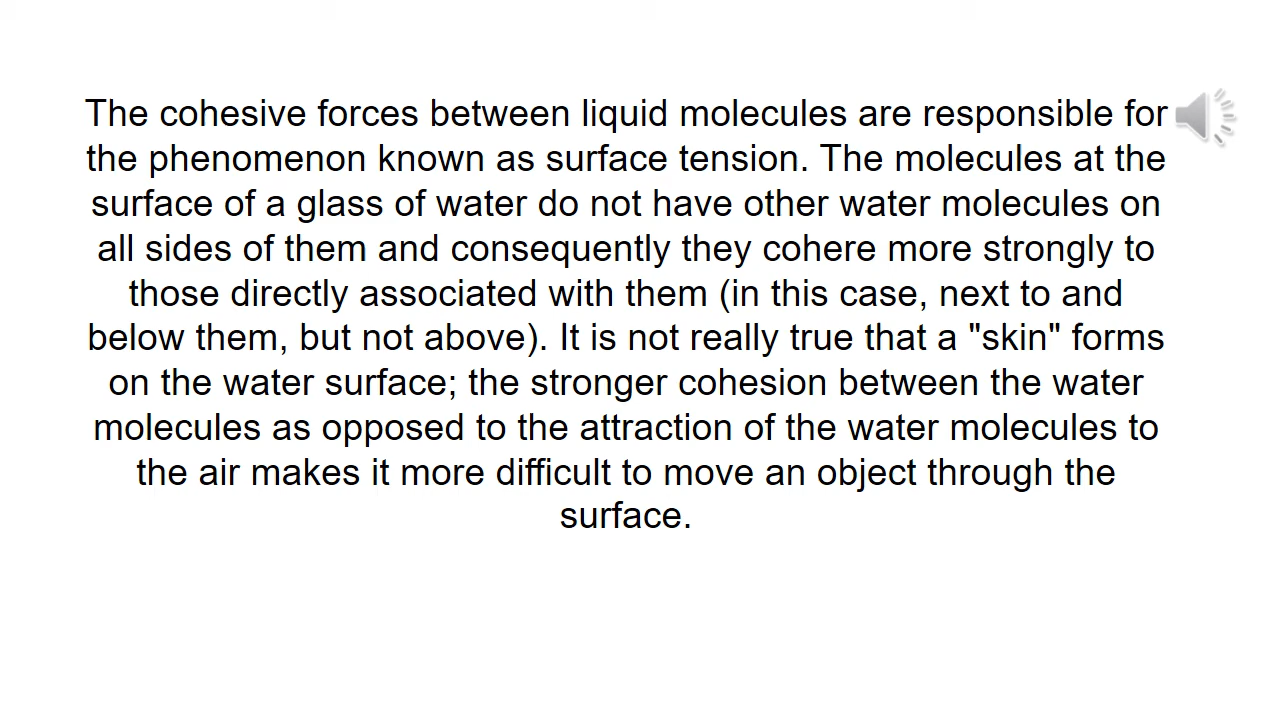 The cohesive forces between liquid molecules are responsible for
the phenomenon known as surface tension. The molecules at the
surface of a glass of water do not have other water molecules on
all sides of them and consequently they cohere more strongly to
those directly associated with them (in this case, next to and
below them, but not above). It is not really true that a "skin" forms
on the water surface; the stronger cohesion between the water
molecules as opposed to the attraction of the water molecules to
the air makes it more difficult to move an object through the
surface.